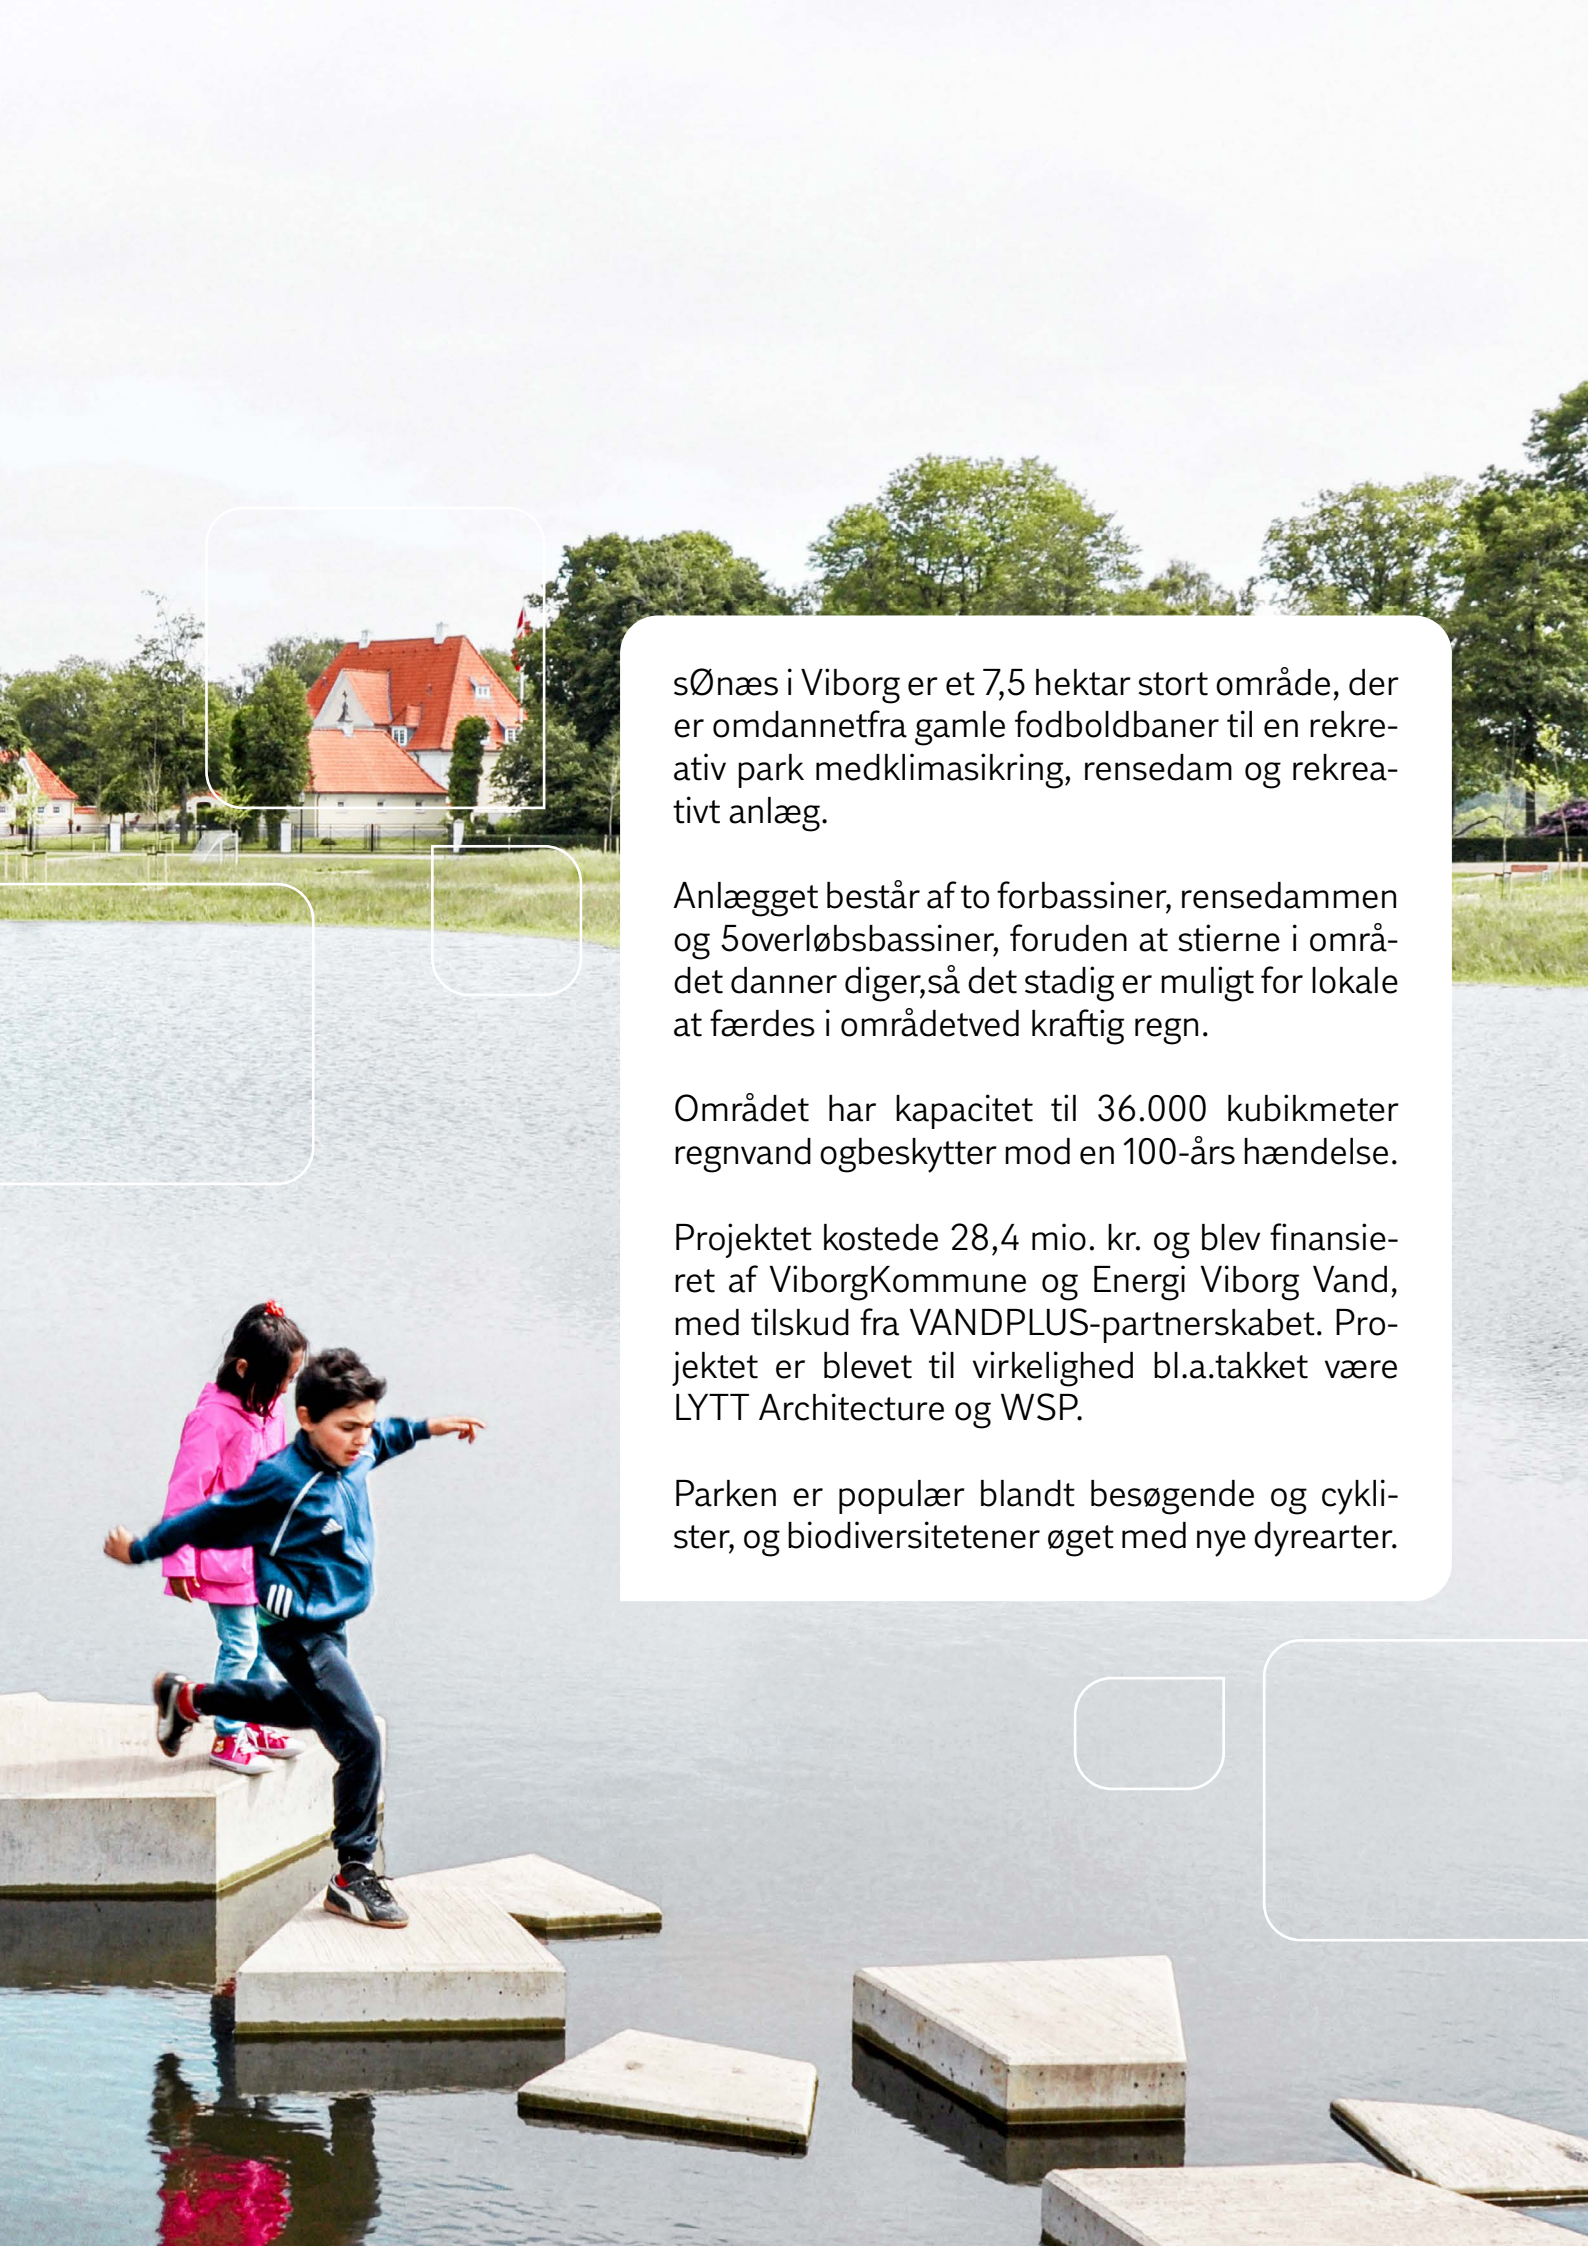 sØnæs i Viborg er et 7,5 hektar stort område, der
er omdannetfra gamle fodboldbaner til en rekre-
ativ park medklimasikring, rensedam og rekrea-
tivt anlæg.
Anlægget består af to forbassiner, rensedammen
og 5overløbsbassiner, foruden at stierne i områ-
det danner diger,så det stadig er muligt for lokale
at færdes i områdetved kraftig regn.
Området har kapacitet til 36.000 kubikmeter
regnvand ogbeskytter mod en 100-års hændelse.
Projektet kostede 28,4 mio. kr. og blev finansie-
ret af ViborgKommune og Energi Viborg Vand,
med tilskud fra VANDPLUS-partnerskabet. Pro-
jektet er blevet til virkelighed bl.a.takket være
LYTT Architecture og WSP.
Parken er populær blandt besøgende og cykli-
ster, og biodiversitetener øget med nye dyrearter.
7